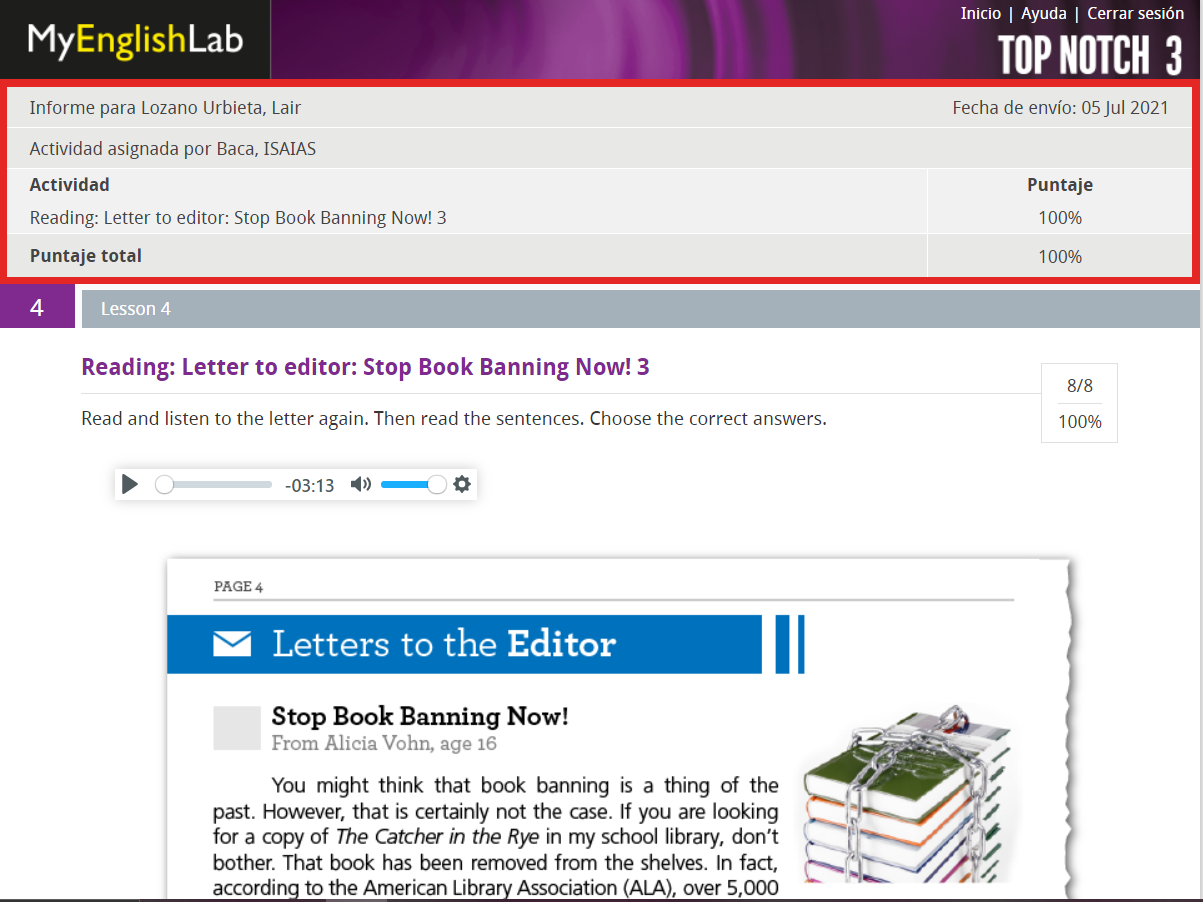 MyEnglishLab
Inicio | Ayuda | Cerrar sesión
TOP NOTCH 3
Informe para Lozano Urbieta, Lair
Fecha de envío: 05 Jul 2021
Actividad asignada por Baca, ISAIAS
Actividad
Puntaje
Reading: Letter to editor: Stop Book Banning Now! 3
100%
Puntaje total
100%
4
Lesson 4
Reading: Letter to editor: Stop Book Banning Now! 3
8/8
100%
Read and listen to the letter again. Then read the sentences. Choose the correct answers.
-03:13
PAGE 4
Letters to the Editor
Stop Book Banning Now!
From Alicia Vohn, age 16
You might think that book banning is a thing of the
past. However, that is certainly not the case. If you are looking
for a copy of The Catcher in the Rye in my school library, don't
bother. That book has been removed from the shelves. In fact,
according to the American Library Association (ALA), over 5,000